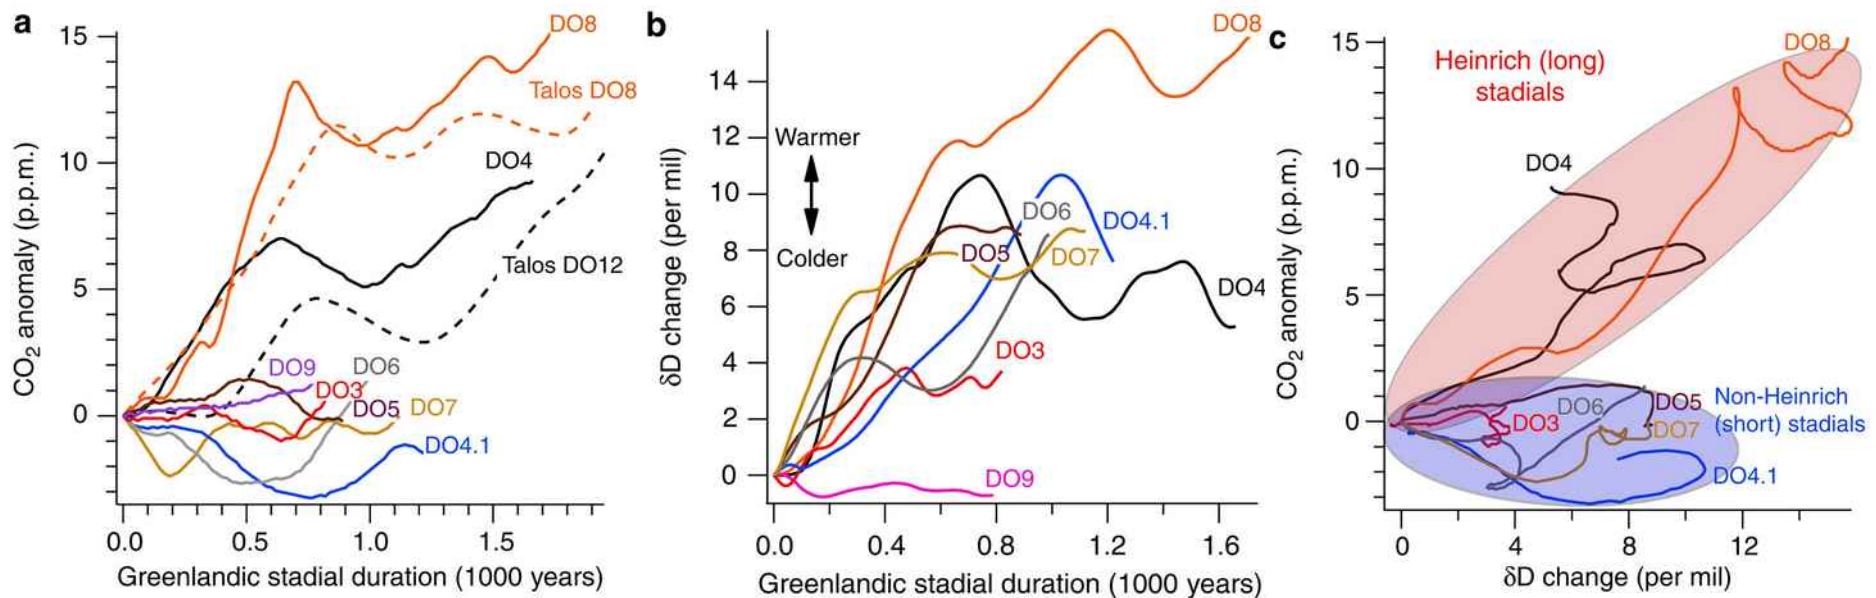 a
DO8
Talos DO8
DO4
Talos DO12
DO9
DO6
DO3
DO5
DO7
DO4.1
CO2 anomaly (p.p.m.)
15
10
5
0
0.0 0.5 1.0 1.5
Greenlandic stadial duration (1000 years)
b
DO8
Warmer
Colder
DO6
DO4.1
DO5
DO7
DO4
DO3
DO9
δD change (per mil)
14
12
10
8
6
4
2
0
0.0 0.4 0.8 1.2 1.6
Greenlandic stadial duration (1000 years)
c
DO8
Heinrich (long)
stadials
DO4
DO6
DO5
Non-Heinrich
(short) stadials
DO3
DO7
DO4.1
CO2 anomaly (p.p.m.)
15
10
5
0
0 4 8 12
δD change (per mil)